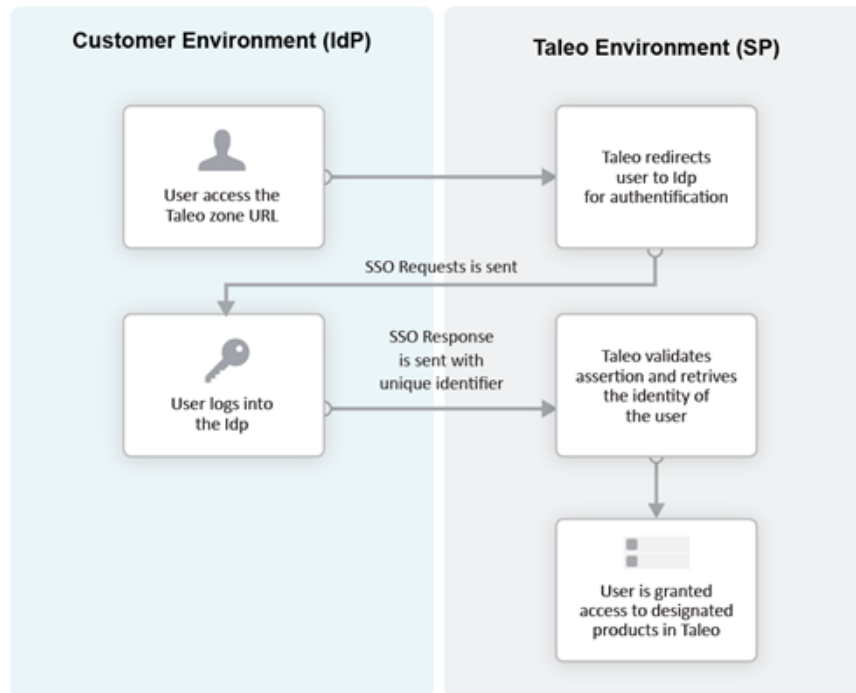 Customer Environment (IdP)
Taleo Environment (SP)
User access the
Taleo zone URL
Taleo redirects
user to Idp
for authentification
SSO Requests is sent
User logs into
the Idp
SSO Response
is sent with
unique identifier
Taleo validates
assertion and retrives
the identity of
the user
User is granted
access to designated
products in Taleo